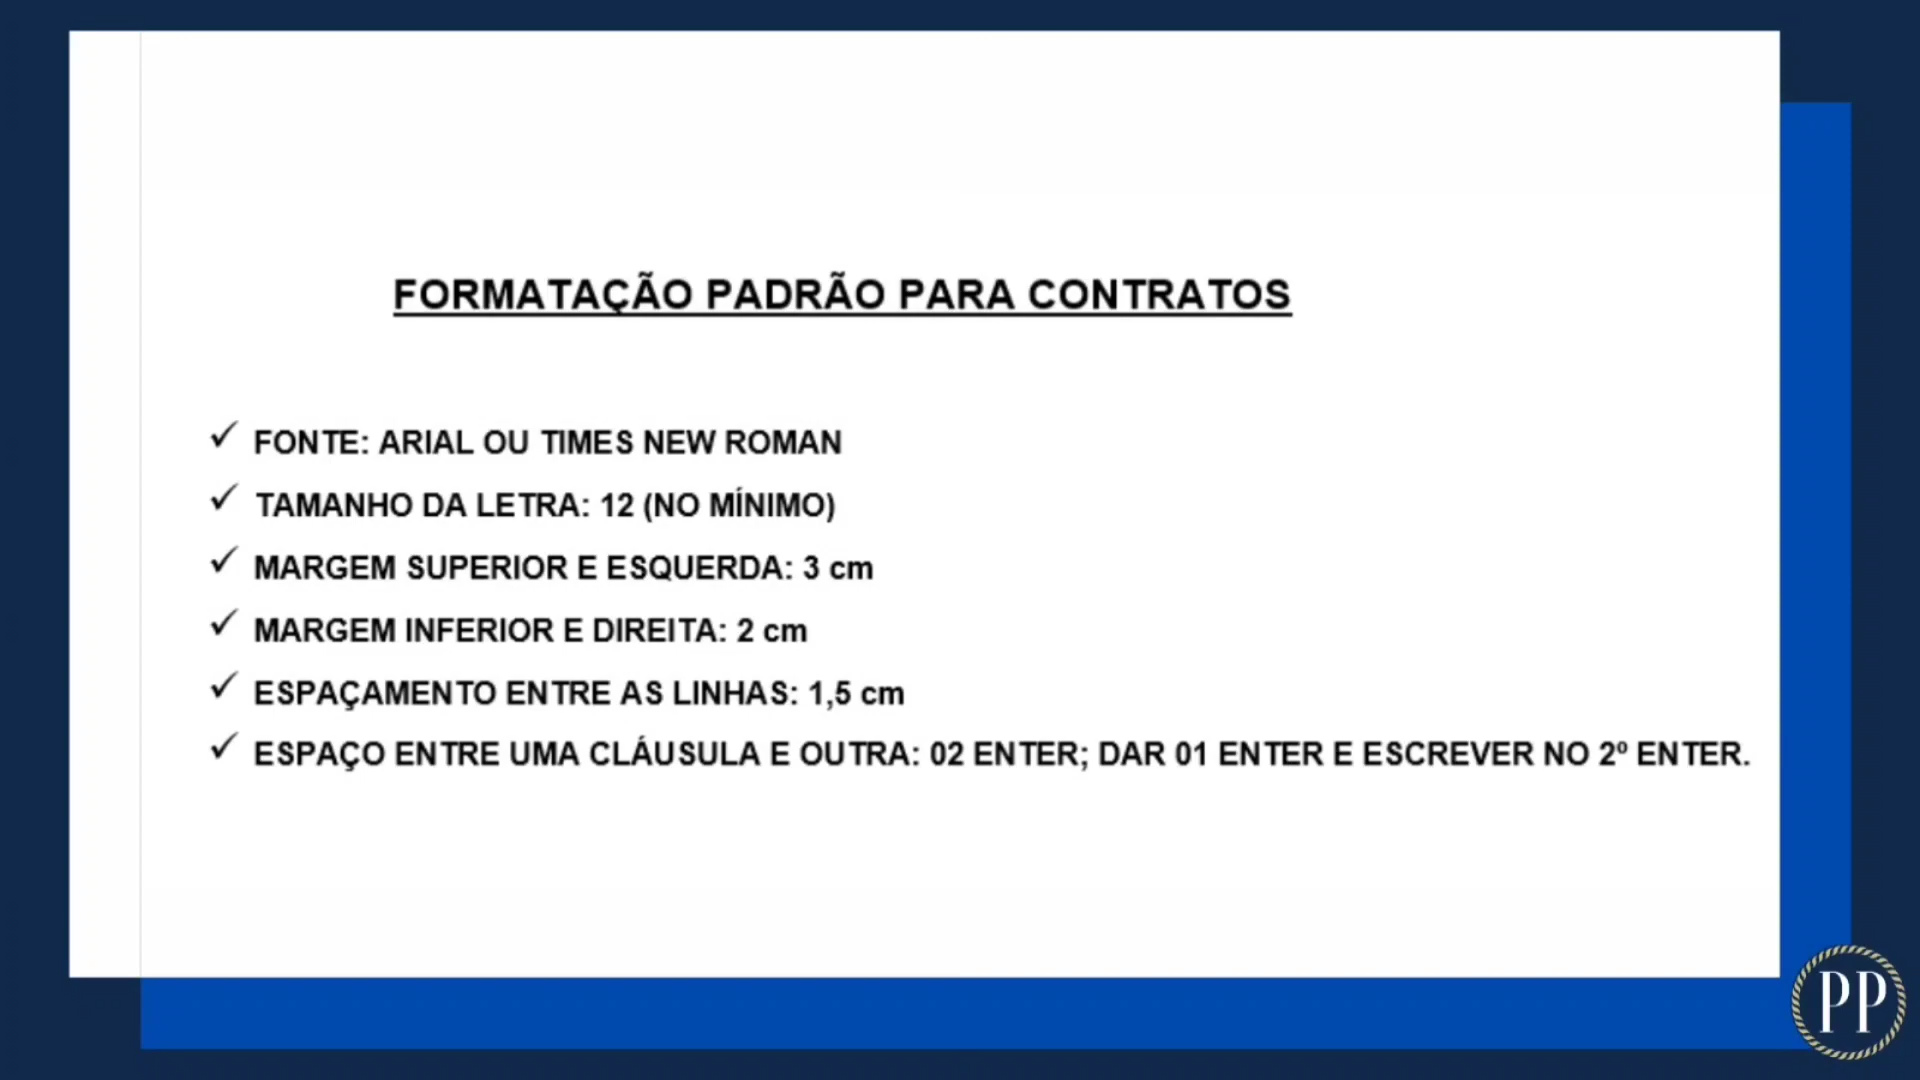 FORMATAÇÃO PADRÃO PARA CONTRATOS
✓ FONTE: ARIAL OU TIMES NEW ROMAN
✓ TAMANHO DA LETRA: 12 (NO MÍNIMO)
✓ MARGEM SUPERIOR E ESQUERDA: 3 cm
✓ MARGEM INFERIOR E DIREITA: 2 cm
✓ ESPAÇAMENTO ENTRE AS LINHAS: 1,5 cm
✓ ESPAÇO ENTRE UMA CLÁUSULA E OUTRA: 02 ENTER; DAR 01 ENTER E ESCREVER NO 2º ENTER.
PP